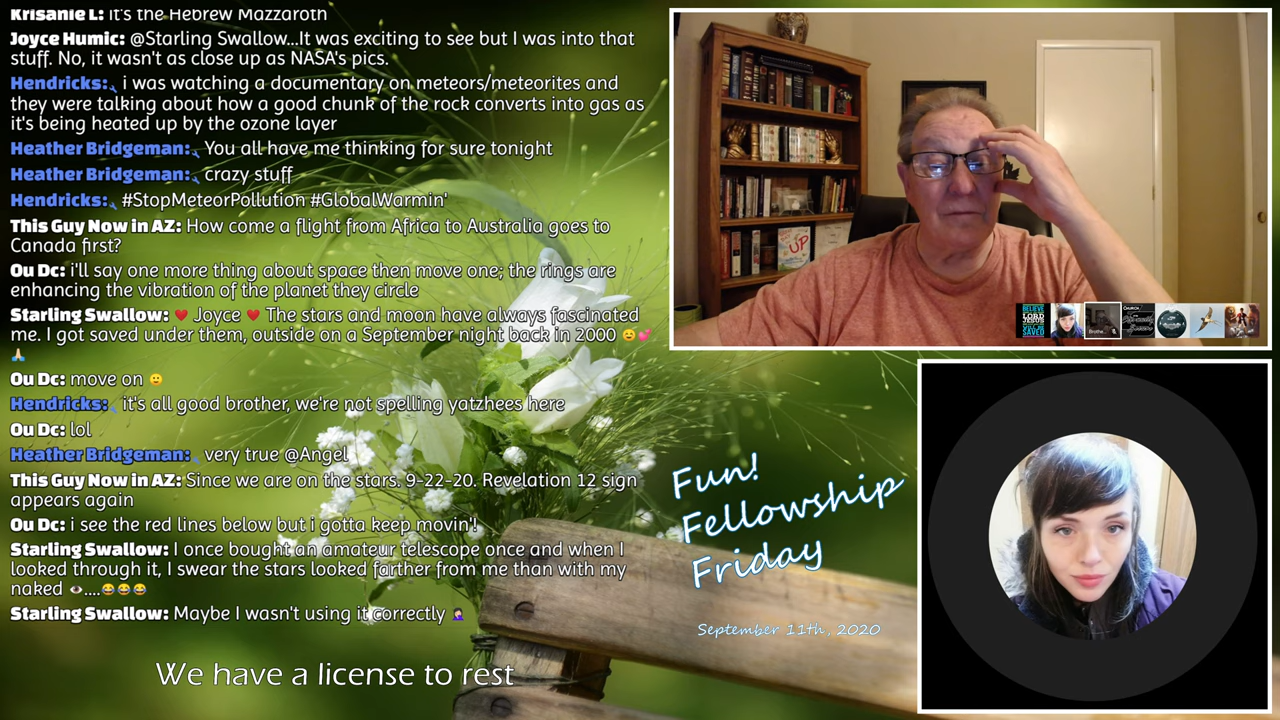 Krisanie L: It's the Hebrew Mazzaroth
Joyce Humic: @Starling Swallow...It was exciting to see but I was into that
stuff. No, it wasn't as close up as NASA's pics.
Hendricks: i was watching a documentary on meteors/meteorites and
they were talking about how a good chunk of the rock converts into gas as
it's being heated up by the ozone layer
Heather Bridgeman: You all have me thinking for sure tonight
Heather Bridgeman: crazy stuff
Hendricks: #StopMeteorPollution #GlobalWarmin'
This Guy Now in AZ: How come a flight from Africa to Australia goes to
Canada first?
Ou Dc: i'll say one more thing about space then move one; the rings are
enhancing the vibration of the planet they circle
Starling Swallow: ♥ Joyce ♥ The stars and moon have always fascinated
me. I got saved under them, outside on a September night back in 2000 ☺️💕
🙏
Ou Dc: move on 🙂
Hendricks: it's all good brother, we're not spelling yatzhees here
Ou Dc: lol
Heather Bridgeman: very true @Angel
This Guy Now in AZ: Since we are on the stars. 9-22-20. Revelation 12 sign
appears again
Ou Dc: i see the red lines below but i gotta keep movin'!
Starling Swallow: I once bought an amateur telescope once and when I
looked through it, I swear the stars looked farther from me than with my
naked 👁....😂😂😂
Starling Swallow: Maybe I wasn't using it correctly 🤦‍♀️
We have a license to rest
UP
BELIEVE
LORD
JESUS
SAVED
Brothe...
CHURCH
Fun!
Fellowship
Friday
September 11th, 2020